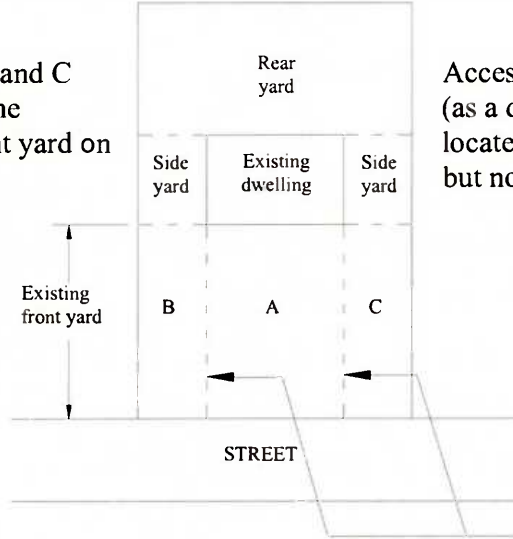 and C
yard on
Rear
yard
Acces
(as a
locate
but no
Side
yard
Existing
dwelling
Side
yard
Existing
front yard
B
A
C
STREET